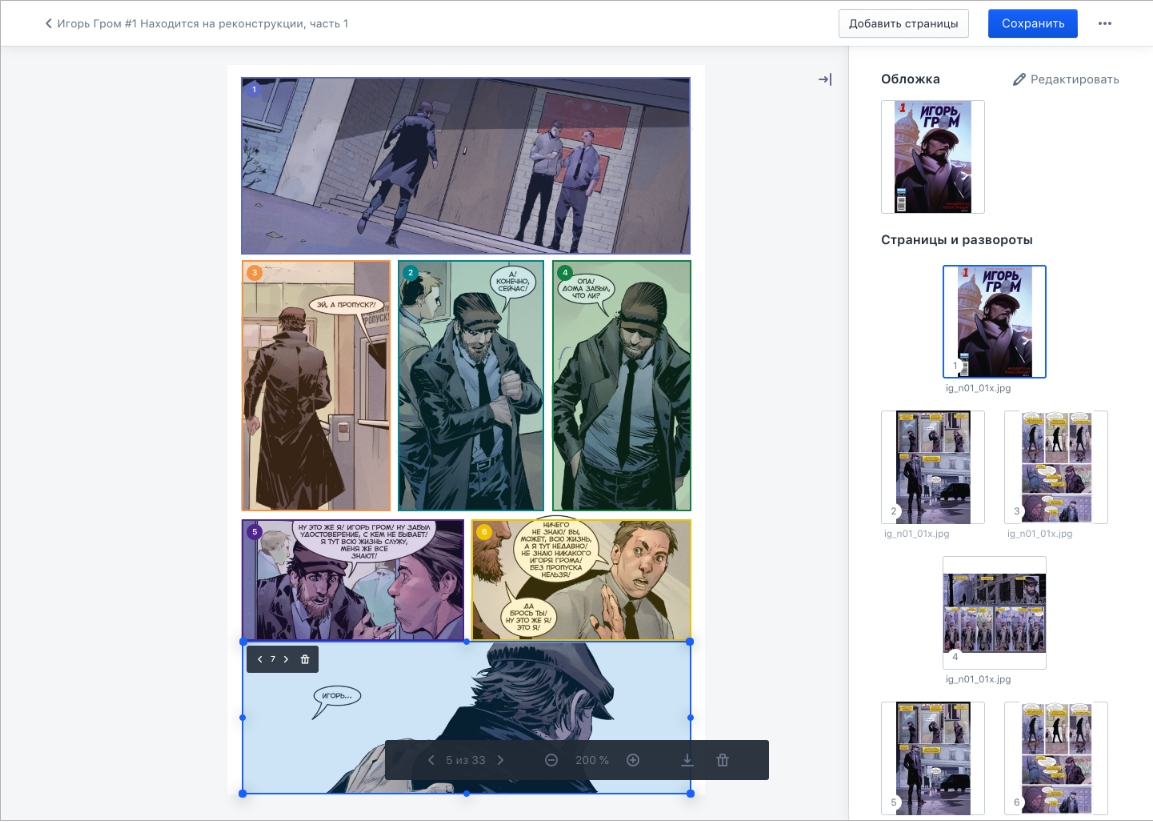 Игорь Гром #1 Находится на реконструкции, часть 1
Добавить страницы
Сохранить
1
3
ЭЙ, А ПРОПУСК?!
ПРОПУСК!
2
А!
КОНЕЧНО,
СЕЙЧАС!
4
ОПА!
ДОМА ЗАБЫЛ,
ЧТО ЛИ?
5
НУ ЭТО ЖЕ Я! ИГОРЬ ГРОМ! НУ ЗАБЫЛ
УДОСТОВЕРЕНИЕ, С КЕМ НЕ БЫВАЕТ!
Я ТУТ ВСЮ ЖИЗНЬ СЛУЖУ,
МЕНЯ ЖЕ ВСЕ
ЗНАЮТ!
6
НИЧЕГО
НЕ ЗНАЮ! ВЫ,
МОЖЕТ, ВСЮ ЖИЗНЬ,
А Я ТУТ НЕДАВНО!
НЕ ЗНАЮ НИКАКОГО
ИГОРЯ ГРОМА!
БЕЗ ПРОПУСКА
НЕЛЬЗЯ!
ДА
БРОСЬ ТЫ!
НУ ЭТО ЖЕ Я!
ЭТО Я!
7
ИГОРЬ...
5 из 33
200 %
Обложка
Редактировать
1
ИГОРЬ
ГРОМ
Страницы и развороты
1
ИГОРЬ
ГРОМ
1
ig_n01_01x.jpg
2
ig_n01_01x.jpg
3
ig_n01_01x.jpg
4
ig_n01_01x.jpg
5
6